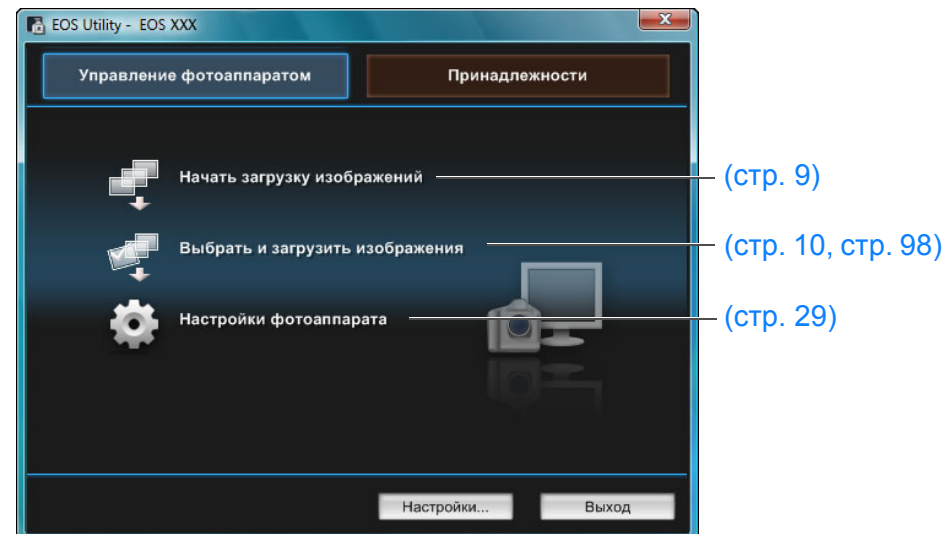 EOS Utility - EOS XXX
Управление фотоаппаратом
Принадлежности
Начать загрузку изображений
(стр. 9)
Выбрать и загрузить изображения
(стр. 10, стр. 98)
Настройки фотоаппарата
(стр. 29)
Настройки...
Выход